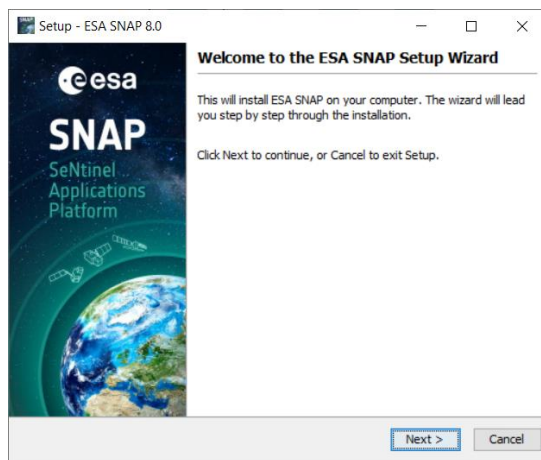 Setup - ESA SNAP 8.0
esa
SNAP
SeNtinel
Applications
Platform
Welcome to the ESA SNAP Setup Wizard
This will install ESA SNAP on your computer. The wizard will lead
you step by step through the installation.
Click Next to continue, or Cancel to exit Setup.
Next >
Cancel